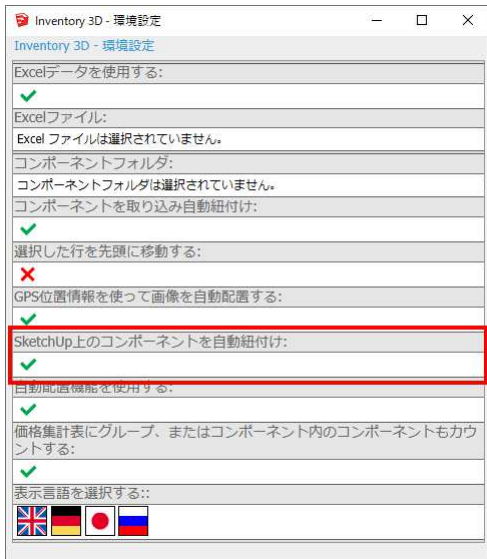 Inventory 3D - 環境設定
Inventory 3D - 環境設定
Excelデータを使用する:
Excelファイル:
Excel ファイルは選択されていません。
コンポーネントフォルダ:
コンポーネントフォルダは選択されていません。
コンポーネントを取り込み自動紐付け:
選択した行を先頭に移動する:
GPS位置情報を使って画像を自動配置する:
SketchUp上のコンポーネントを自動紐付け:
自動配置機能を使用する:
価格集計表にグループ、またはコンポーネント内のコンポーネントもカウ
ントする:
表示言語を選択する::